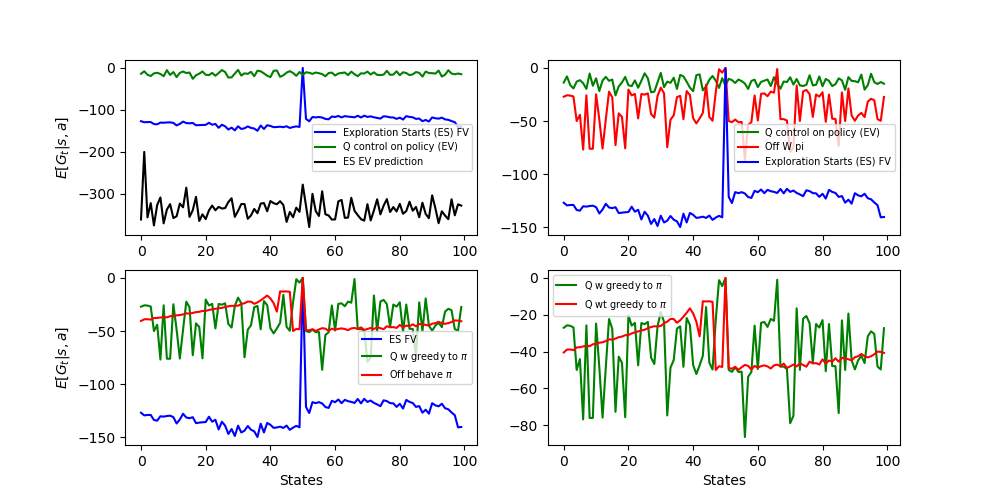 0
−100
−200
−300
E[G_t|s, a]
Exploration Starts (ES) FV
Q control on policy (EV)
ES EV prediction
0 20 40 60 80 100
0
−50
−100
−150
Q control on policy (EV)
Off W pi
Exploration Starts (ES) FV
0 20 40 60 80 100
0
−50
−100
−150
E[G_t|s, a]
ES FV
Q w greedy to π
Off behave π
0 20 40 60 80 100
States
Q w greedy to π
Q wt greedy to π
0
−20
−40
−60
−80
0 20 40 60 80 100
States